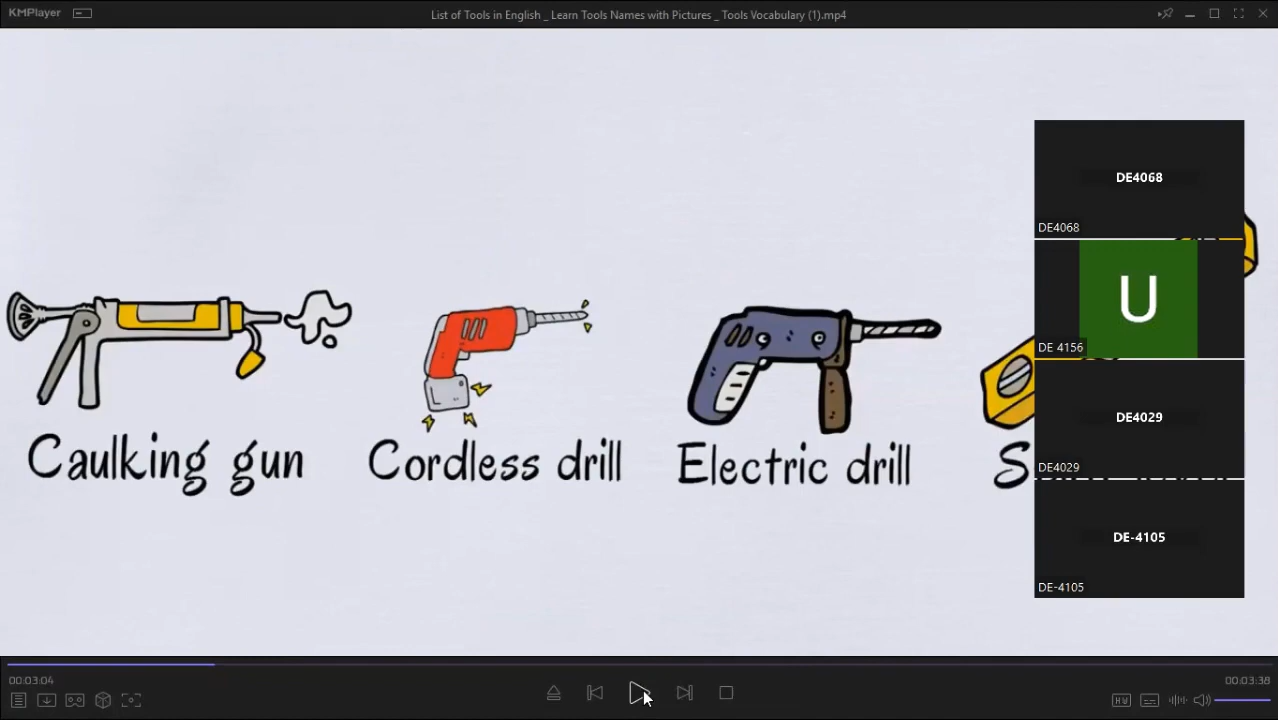 KMPlayer
List of Tools in English _ Learn Tools Names with Pictures _ Tools Vocabulary (1).mp4
DE4068
DE4068
U
DE 4156
DE4029
DE4029
DE-4105
DE-4105
Caulking gun
Cordless drill
Electric drill
S
00:03:04
00:03:38
HW